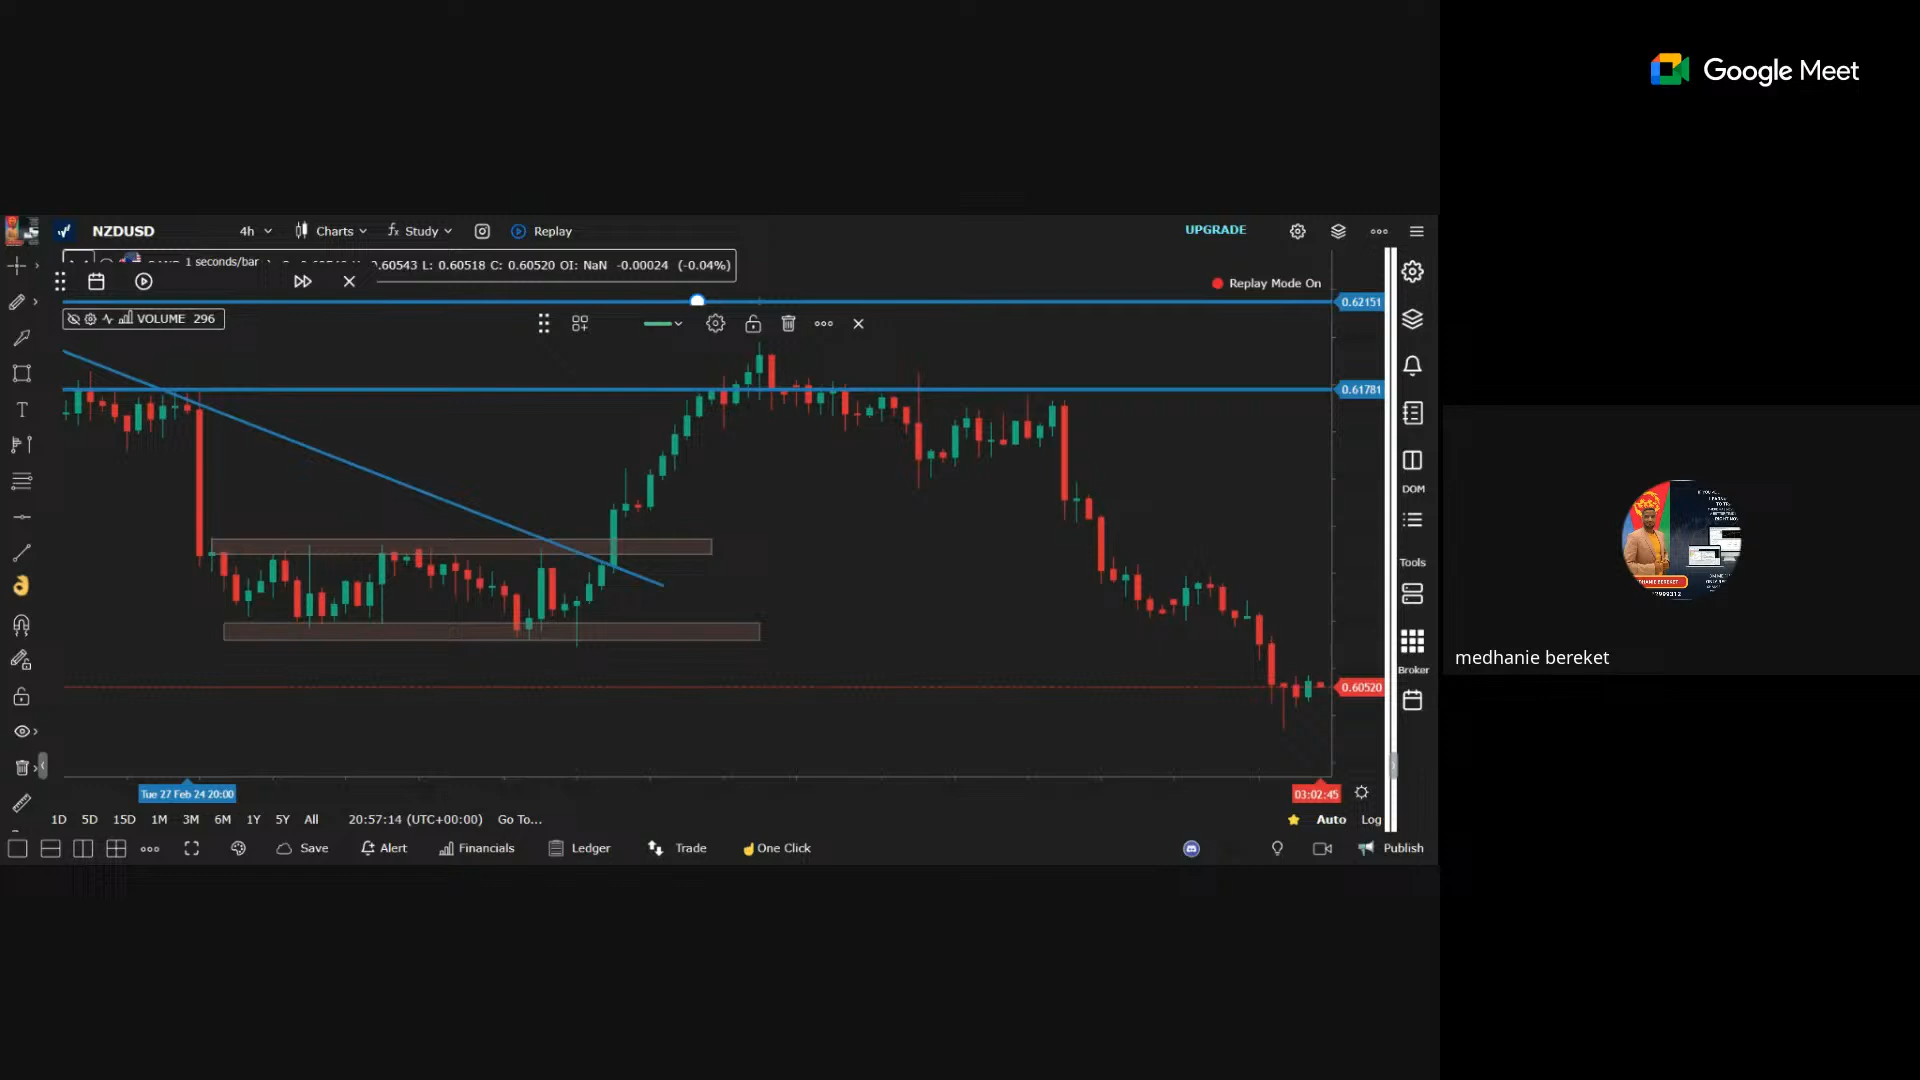 Google Meet
NZDUSD 4h Charts Study Replay UPGRADE
1 seconds/bar 0.60543 L: 0.60518 C: 0.60520 OI: NaN -0.00024 (-0.04%)
Replay Mode On
0.62151
VOLUME 296
0.61781
DOM
Tools
medhanie bereket
Broker
0.60520
Tue 27 Feb 24 20:00
03:02:45
1D 5D 15D 1M 3M 6M 1Y 5Y All 20:57:14 (UTC+00:00) Go To... Auto Log
Save Alert Financials Ledger Trade One Click Publish